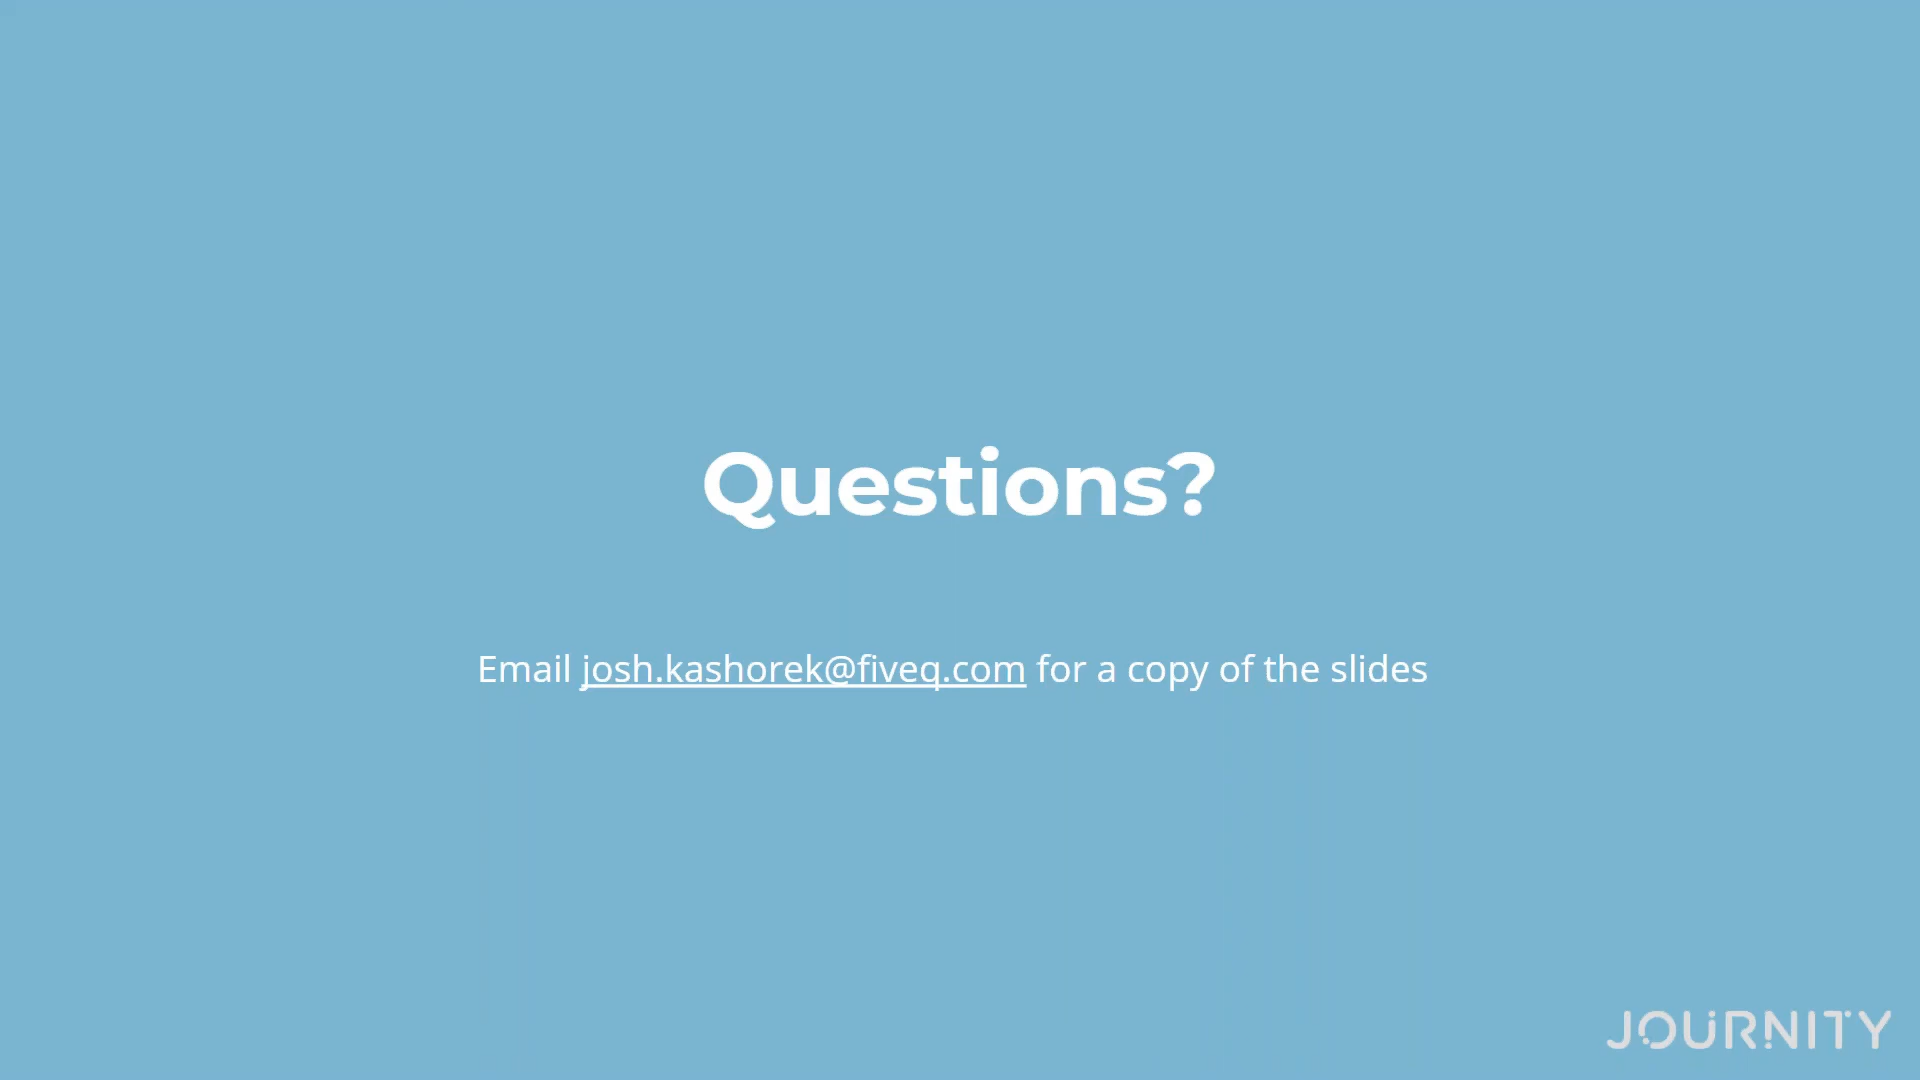 Questions?
Email josh.kashorek@fiveq.com for a copy of the slides
JOURNITY